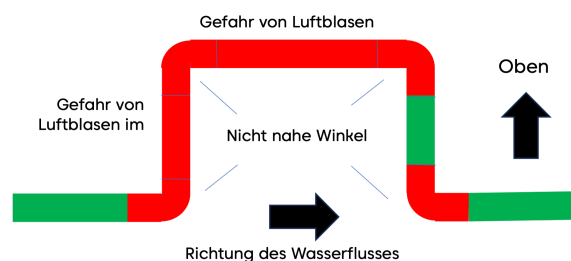 Gefahr von Luftblasen
Oben
Gefahr von
Luftblasen im
Nicht nahe Winkel
Richtung des Wasserflusses